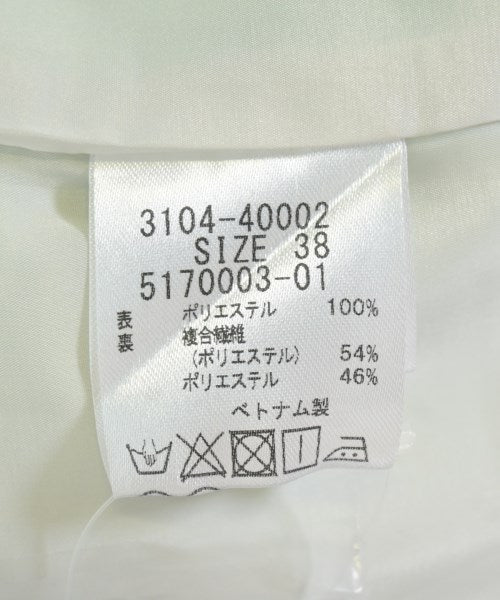 3104-40002
SIZE 38
5170003-01
表 ポリエステル 100%
裏 複合繊維
(ポリエステル) 54%
ポリエステル 46%
ベトナム製